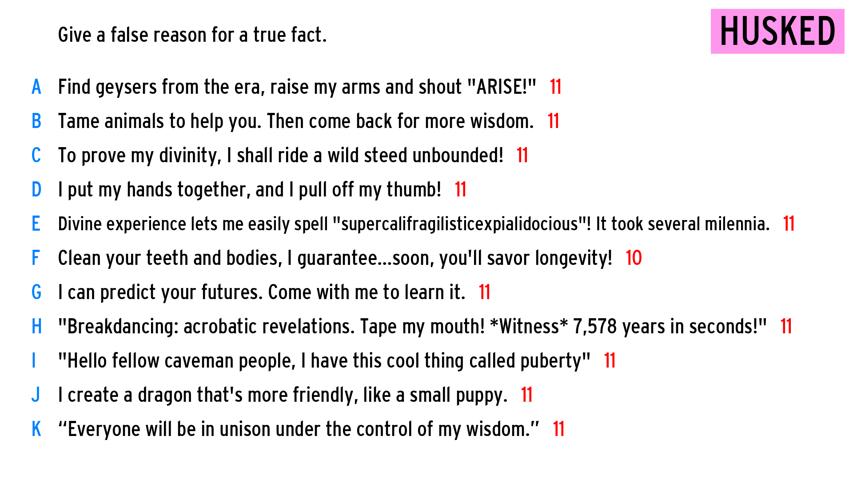 Give a false reason for a true fact.
HUSKED
A Find geysers from the era, raise my arms and shout "ARISE!" 11
B Tame animals to help you. Then come back for more wisdom. 11
C To prove my divinity, I shall ride a wild steed unbounded! 11
D I put my hands together, and I pull off my thumb! 11
E Divine experience lets me easily spell "supercalifragilisticexpialidocious"! It took several milennia. 11
F Clean your teeth and bodies, I guarantee...soon, you'll savor longevity! 10
G I can predict your futures. Come with me to learn it. 11
H "Breakdancing: acrobatic revelations. Tape my mouth! *Witness* 7,578 years in seconds!" 11
I "Hello fellow caveman people, I have this cool thing called puberty" 11
J I create a dragon that's more friendly, like a small puppy. 11
K “Everyone will be in unison under the control of my wisdom.” 11